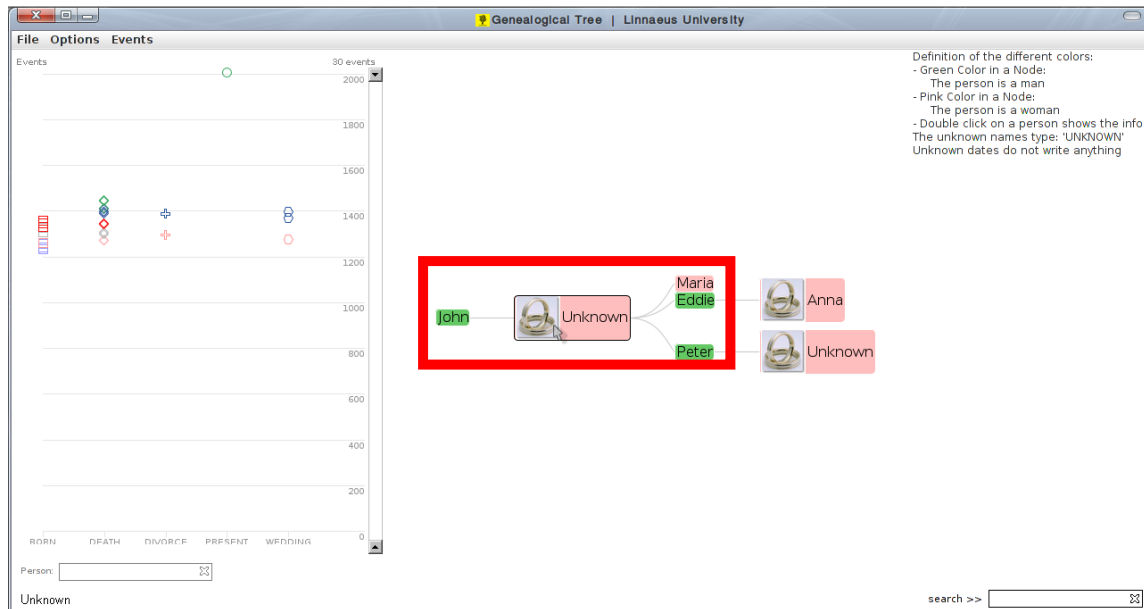 Genealogical Tree | Linnaeus University
File Options Events
Events
30 events
2000
1800
1600
1400
1200
1000
800
600
400
200
0
BORN DEATH DIVORCE PRESENT WEDDING
Person:
Unknown
John
Unknown
Maria
Eddie
Peter
Anna
Unknown
Definition of the different colors:
- Green Color in a Node:
The person is a man
- Pink Color in a Node:
The person is a woman
- Double click on a person shows the info
The unknown names type: 'UNKNOWN'
Unknown dates do not write anything
search >>